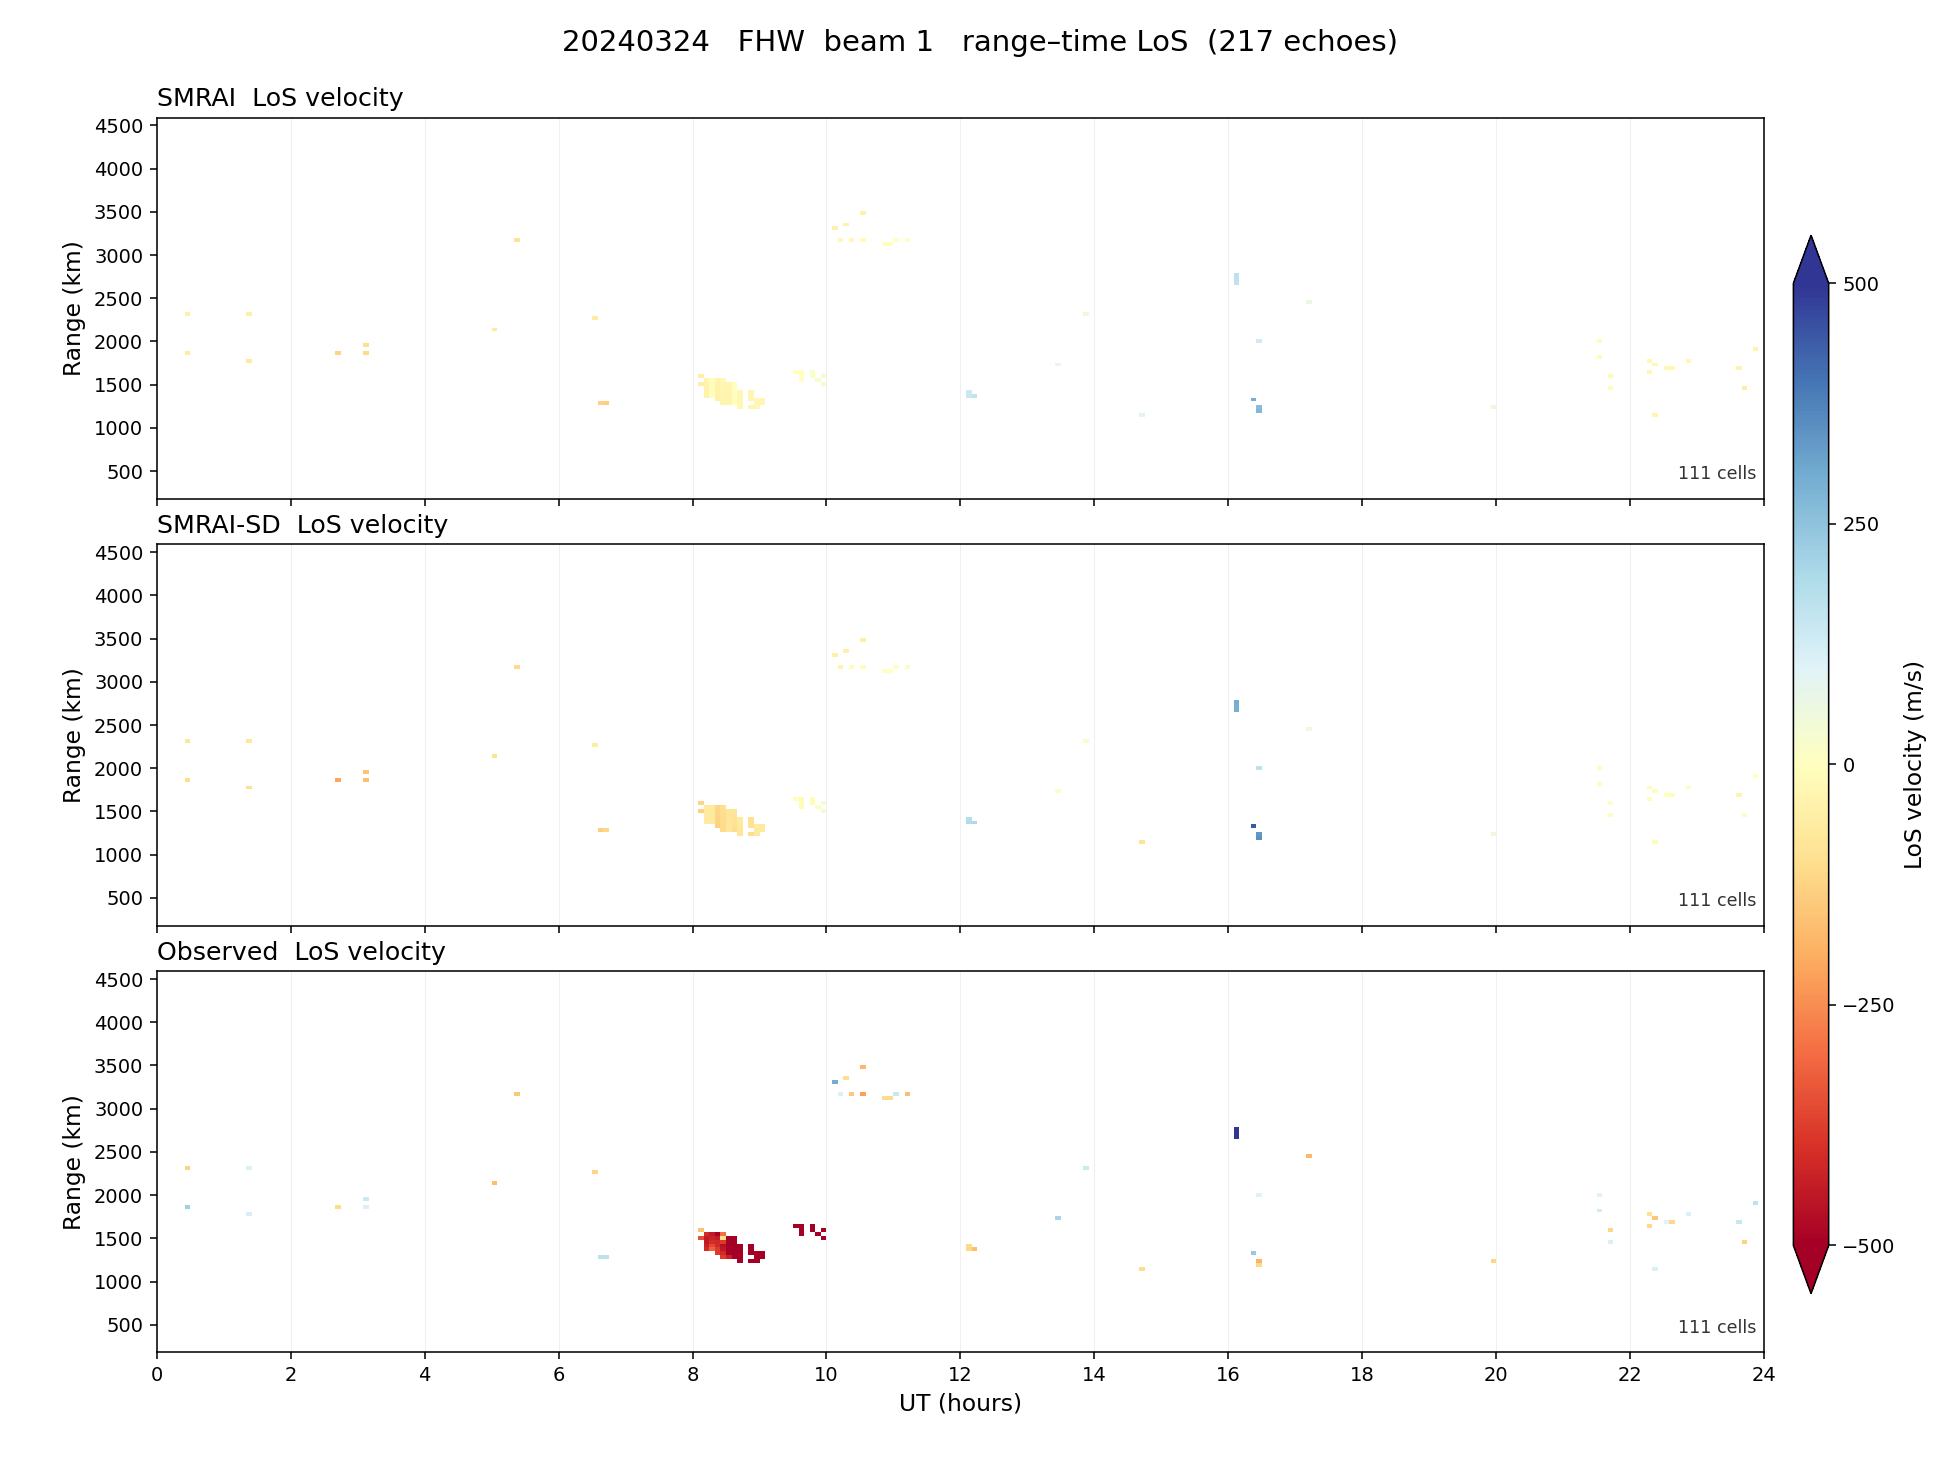 20240324   FHW  beam 1   range–time LoS  (217 echoes)
SMRAI  LoS velocity
4500
4000
3500
3000
2500
2000
1500
1000
500
Range (km)
111 cells
SMRAI-SD  LoS velocity
4500
4000
3500
3000
2500
2000
1500
1000
500
Range (km)
111 cells
Observed  LoS velocity
4500
4000
3500
3000
2500
2000
1500
1000
500
Range (km)
111 cells
0 2 4 6 8 10 12 14 16 18 20 22 24
UT (hours)
500
250
0
−250
−500
LoS velocity (m/s)